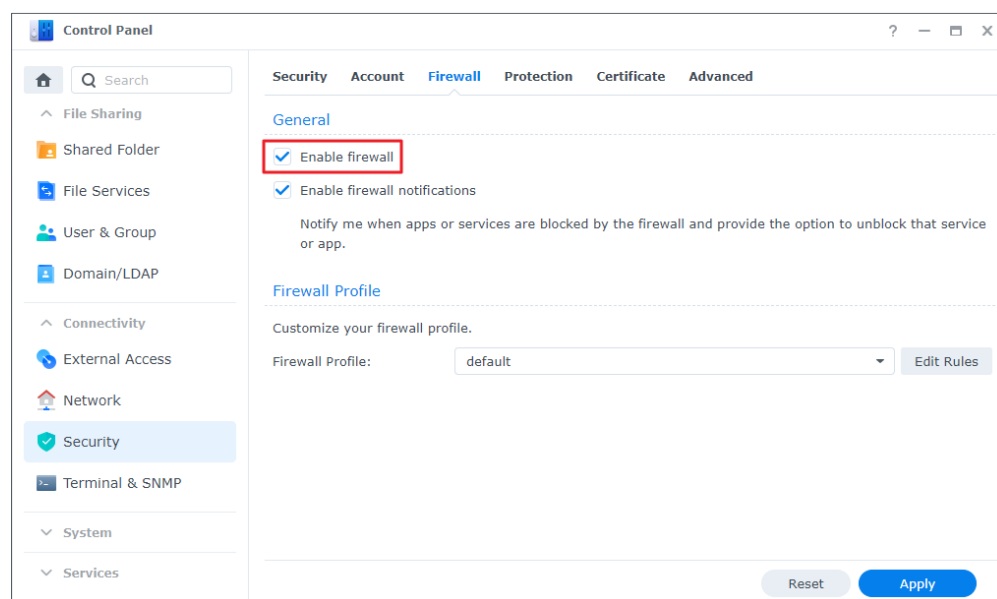 Control Panel
?
Search
File Sharing
Shared Folder
File Services
User & Group
Domain/LDAP
Connectivity
External Access
Network
Security
Terminal & SNMP
System
Services
Security Account Firewall Protection Certificate Advanced
General
Enable firewall
Enable firewall notifications
Notify me when apps or services are blocked by the firewall and provide the option to unblock that service
or app.
Firewall Profile
Customize your firewall profile.
Firewall Profile: default Edit Rules
Reset Apply